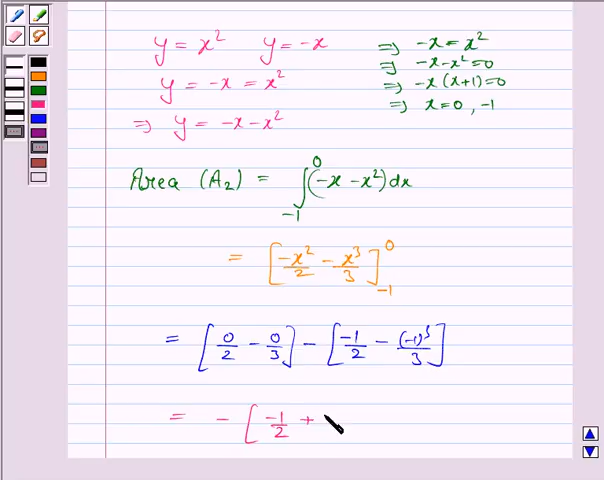 y = x²   y = -x   ⇒ -x = x²
⇒ -x - x² = 0
y = -x = x²   ⇒ -x(x+1) = 0
⇒ x = 0, -1
⇒ y = -x - x²
Area (A₂) = ∫₋₁⁰ (-x - x²) dx
= [-x²/2 - x³/3]₋₁⁰
= [0/2 - 0/3] - [-1/2 - (-1)³/3]
= - [-1/2 +